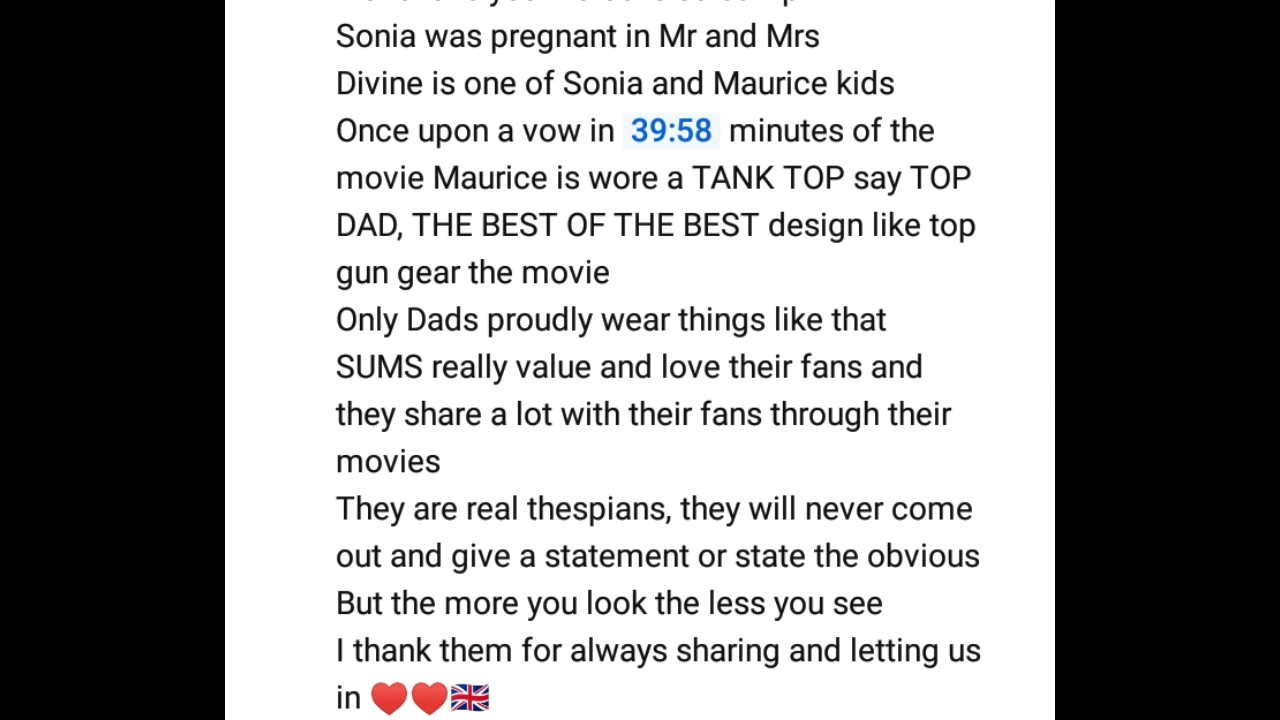 Sonia was pregnant in Mr and Mrs
Divine is one of Sonia and Maurice kids
Once upon a vow in 39:58 minutes of the
movie Maurice is wore a TANK TOP say TOP
DAD, THE BEST OF THE BEST design like top
gun gear the movie
Only Dads proudly wear things like that
SUMS really value and love their fans and
they share a lot with their fans through their
movies
They are real thespians, they will never come
out and give a statement or state the obvious
But the more you look the less you see
I thank them for always sharing and letting us
in ❤️❤️🇬🇧